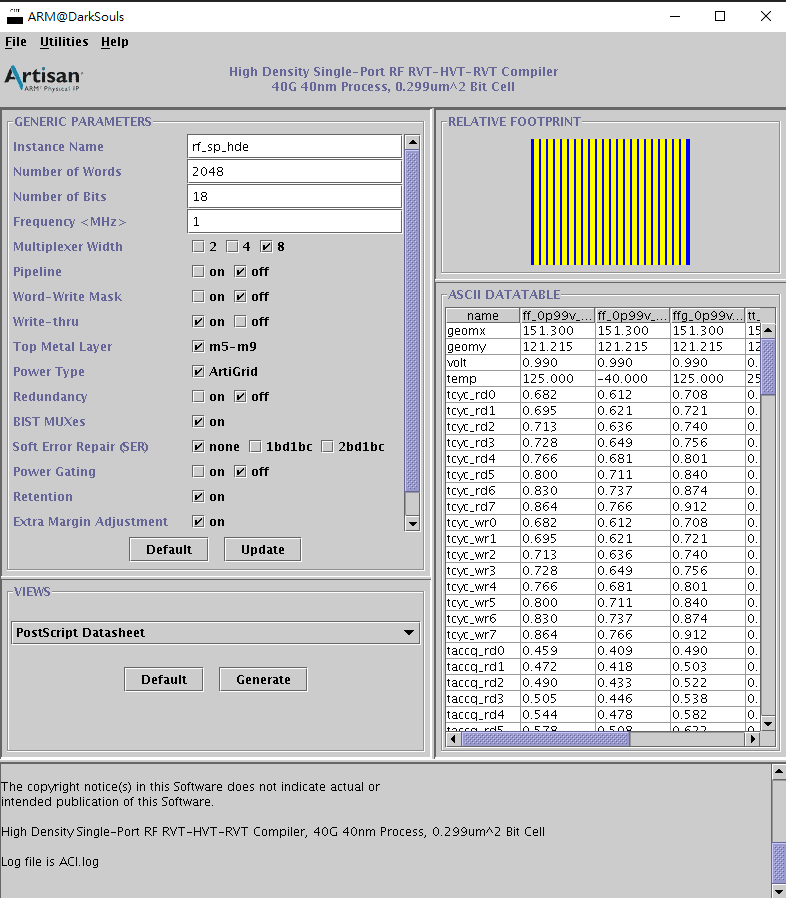 ARM@DarkSouls
File Utilities Help
Artisan
ARM® Physical IP
High Density Single-Port RF RVT-HVT-RVT Compiler
40G 40nm Process, 0.299um^2 Bit Cell
GENERIC PARAMETERS
Instance Name rf_sp_hde
Number of Words 2048
Number of Bits 18
Frequency <MHz> 1
Multiplexer Width 2 4 8
Pipeline on off
Word-Write Mask on off
Write-thru on off
Top Metal Layer m5-m9
Power Type ArtiGrid
Redundancy on off
BIST MUXes on
Soft Error Repair (SER) none 1bd1bc 2bd1bc
Power Gating on off
Retention on
Extra Margin Adjustment on
Default Update
VIEWS
PostScript Datasheet
Default Generate
RELATIVE FOOTPRINT
ASCII DATATABLE
name ff_0p99v_... ff_0p99v_... ffg_0p99v... tt_
geomx 151.300 151.300 151.300 15
geomy 121.215 121.215 121.215 12
volt 0.990 0.990 0.990 0.
temp 125.000 -40.000 125.000 25
tcyc_rd0 0.682 0.612 0.708 0.
tcyc_rd1 0.695 0.621 0.721 0.
tcyc_rd2 0.713 0.636 0.740 0.
tcyc_rd3 0.728 0.649 0.756 0.
tcyc_rd4 0.766 0.681 0.801 0.
tcyc_rd5 0.800 0.711 0.840 0.
tcyc_rd6 0.830 0.737 0.874 0.
tcyc_rd7 0.864 0.766 0.912 0.
tcyc_wr0 0.682 0.612 0.708 0.
tcyc_wr1 0.695 0.621 0.721 0.
tcyc_wr2 0.713 0.636 0.740 0.
tcyc_wr3 0.728 0.649 0.756 0.
tcyc_wr4 0.766 0.681 0.801 0.
tcyc_wr5 0.800 0.711 0.840 0.
tcyc_wr6 0.830 0.737 0.874 0.
tcyc_wr7 0.864 0.766 0.912 0.
taccq_rd0 0.459 0.409 0.490 0.
taccq_rd1 0.472 0.418 0.503 0.
taccq_rd2 0.490 0.433 0.522 0.
taccq_rd3 0.505 0.446 0.538 0.
taccq_rd4 0.544 0.478 0.582 0.
taccq_rd5 0.578 0.508 0.622 0.
The copyright notice(s) in this Software does not indicate actual or
intended publication of this Software.
High Density Single-Port RF RVT-HVT-RVT Compiler, 40G 40nm Process, 0.299um^2 Bit Cell
Log file is ACI.log